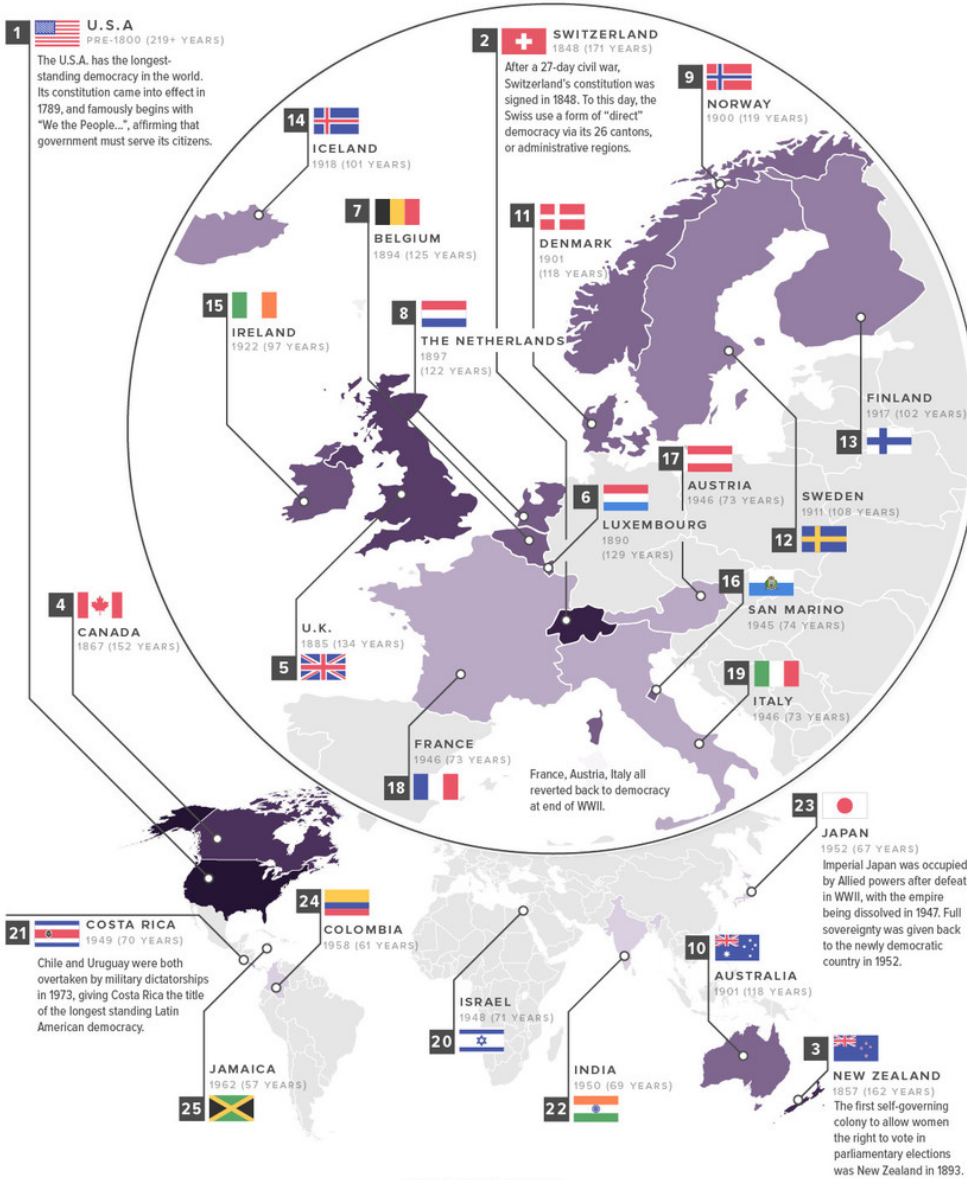 1
U.S.A
PRE-1800 (219+ YEARS)
The U.S.A. has the longest-
standing democracy in the world.
Its constitution came into effect in
1789, and famously begins with
"We the People...", affirming that
government must serve its citizens.
2
SWITZERLAND
1848 (171 YEARS)
After a 27-day civil war,
Switzerland's constitution was
signed in 1848. To this day, the
Swiss use a form of "direct"
democracy via its 26 cantons,
or administrative regions.
9
NORWAY
1900 (119 YEARS)
14
ICELAND
1918 (101 YEARS)
7
BELGIUM
1894 (125 YEARS)
11
DENMARK
1901
(118 YEARS)
15
IRELAND
1922 (97 YEARS)
8
THE NETHERLANDS
1897
(122 YEARS)
FINLAND
1917 (102 YEARS)
13
17
AUSTRIA
1946 (73 YEARS)
6
LUXEMBOURG
1890
(129 YEARS)
SWEDEN
1911 (108 YEARS)
12
16
SAN MARINO
1945 (74 YEARS)
4
CANADA
1867 (152 YEARS)
U.K.
1885 (134 YEARS)
5
19
ITALY
1946 (73 YEARS)
FRANCE
1946 (73 YEARS)
18
France, Austria, Italy all
reverted back to democracy
at end of WWII.
23
JAPAN
1952 (67 YEARS)
Imperial Japan was occupied
by Allied powers after defeat
in WWII, with the empire
being dissolved in 1947. Full
sovereignty was given back
to the newly democratic
country in 1952.
24
COLOMBIA
1958 (61 YEARS)
21
COSTA RICA
1949 (70 YEARS)
Chile and Uruguay were both
overtaken by military dictatorships
in 1973, giving Costa Rica the title
of the longest standing Latin
American democracy.
10
AUSTRALIA
1901 (118 YEARS)
ISRAEL
1948 (71 YEARS)
20
JAMAICA
1962 (57 YEARS)
25
INDIA
1950 (69 YEARS)
22
3
NEW ZEALAND
1857 (162 YEARS)
The first self-governing
colony to allow women
the right to vote in
parliamentary elections
was New Zealand in 1893.